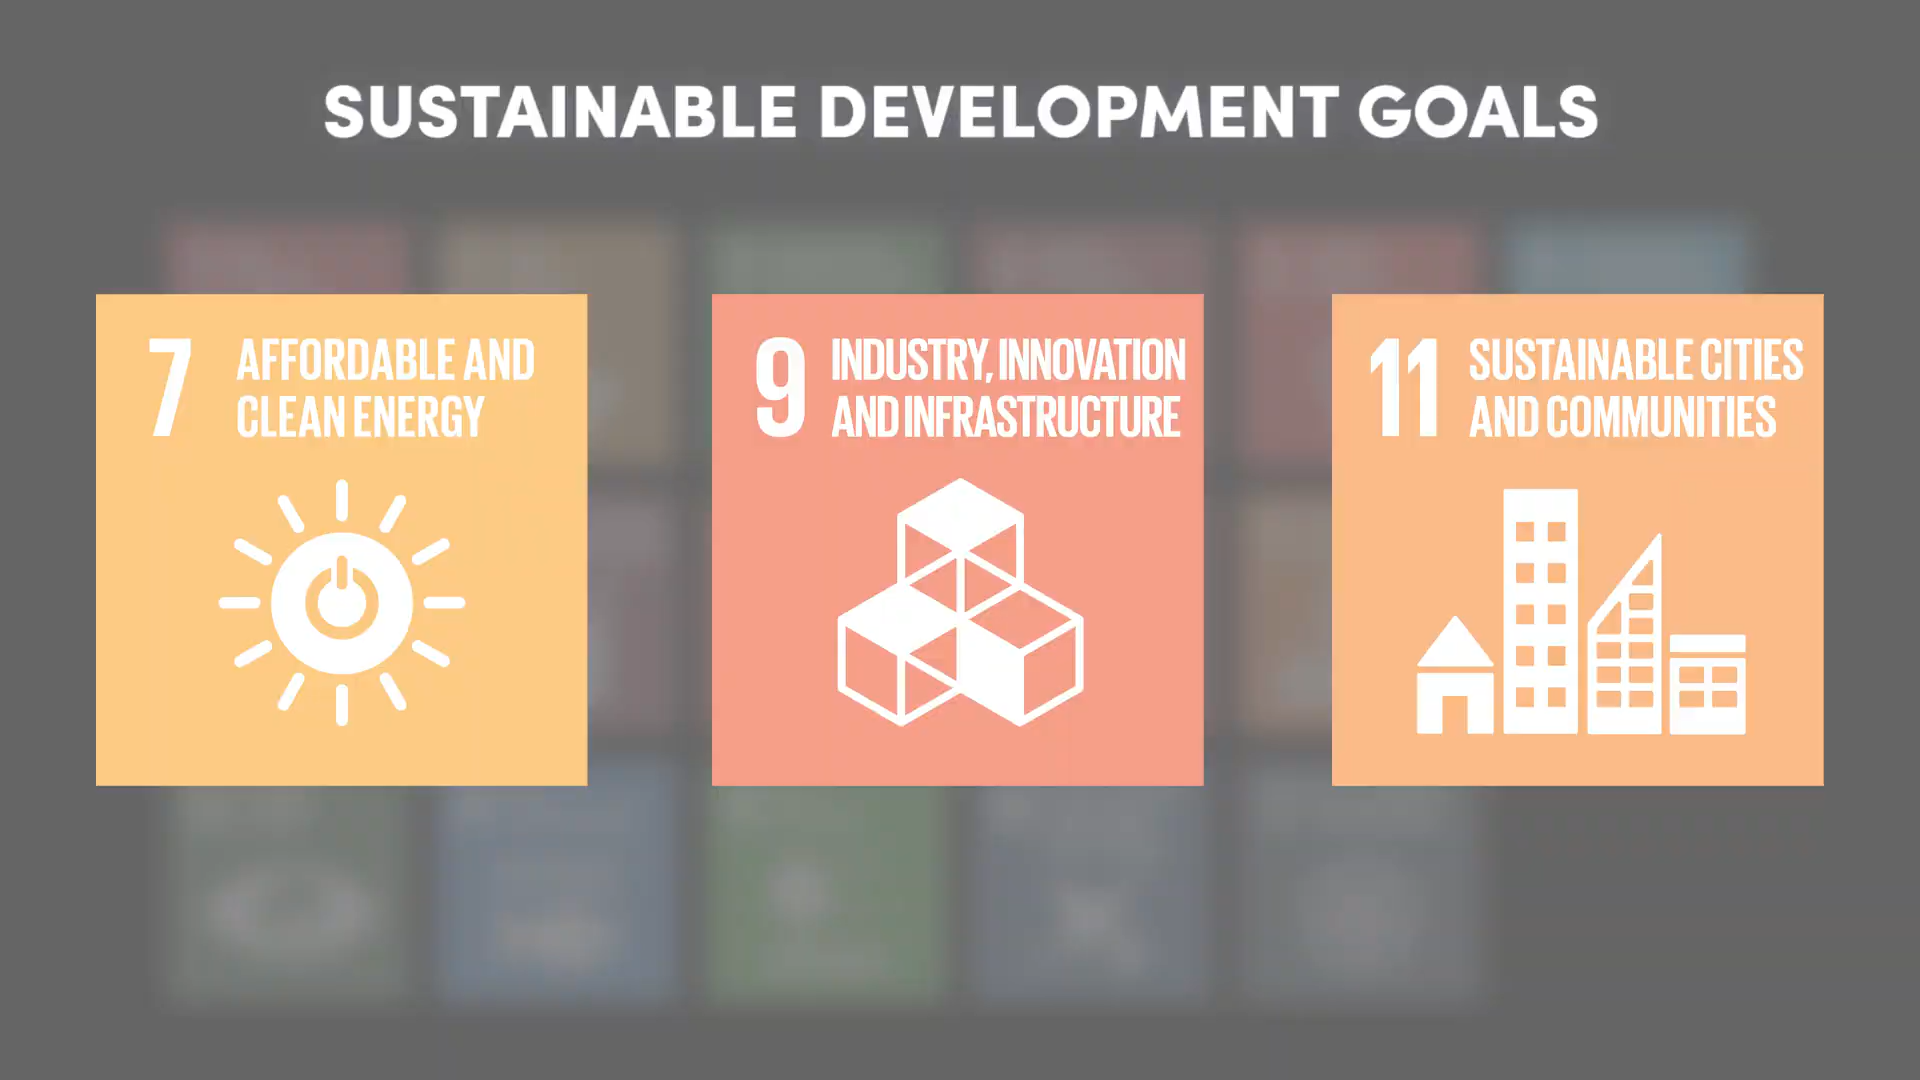 SUSTAINABLE DEVELOPMENT GOALS
7
AFFORDABLE AND
CLEAN ENERGY
9
INDUSTRY, INNOVATION
AND INFRASTRUCTURE
11
SUSTAINABLE CITIES
AND COMMUNITIES